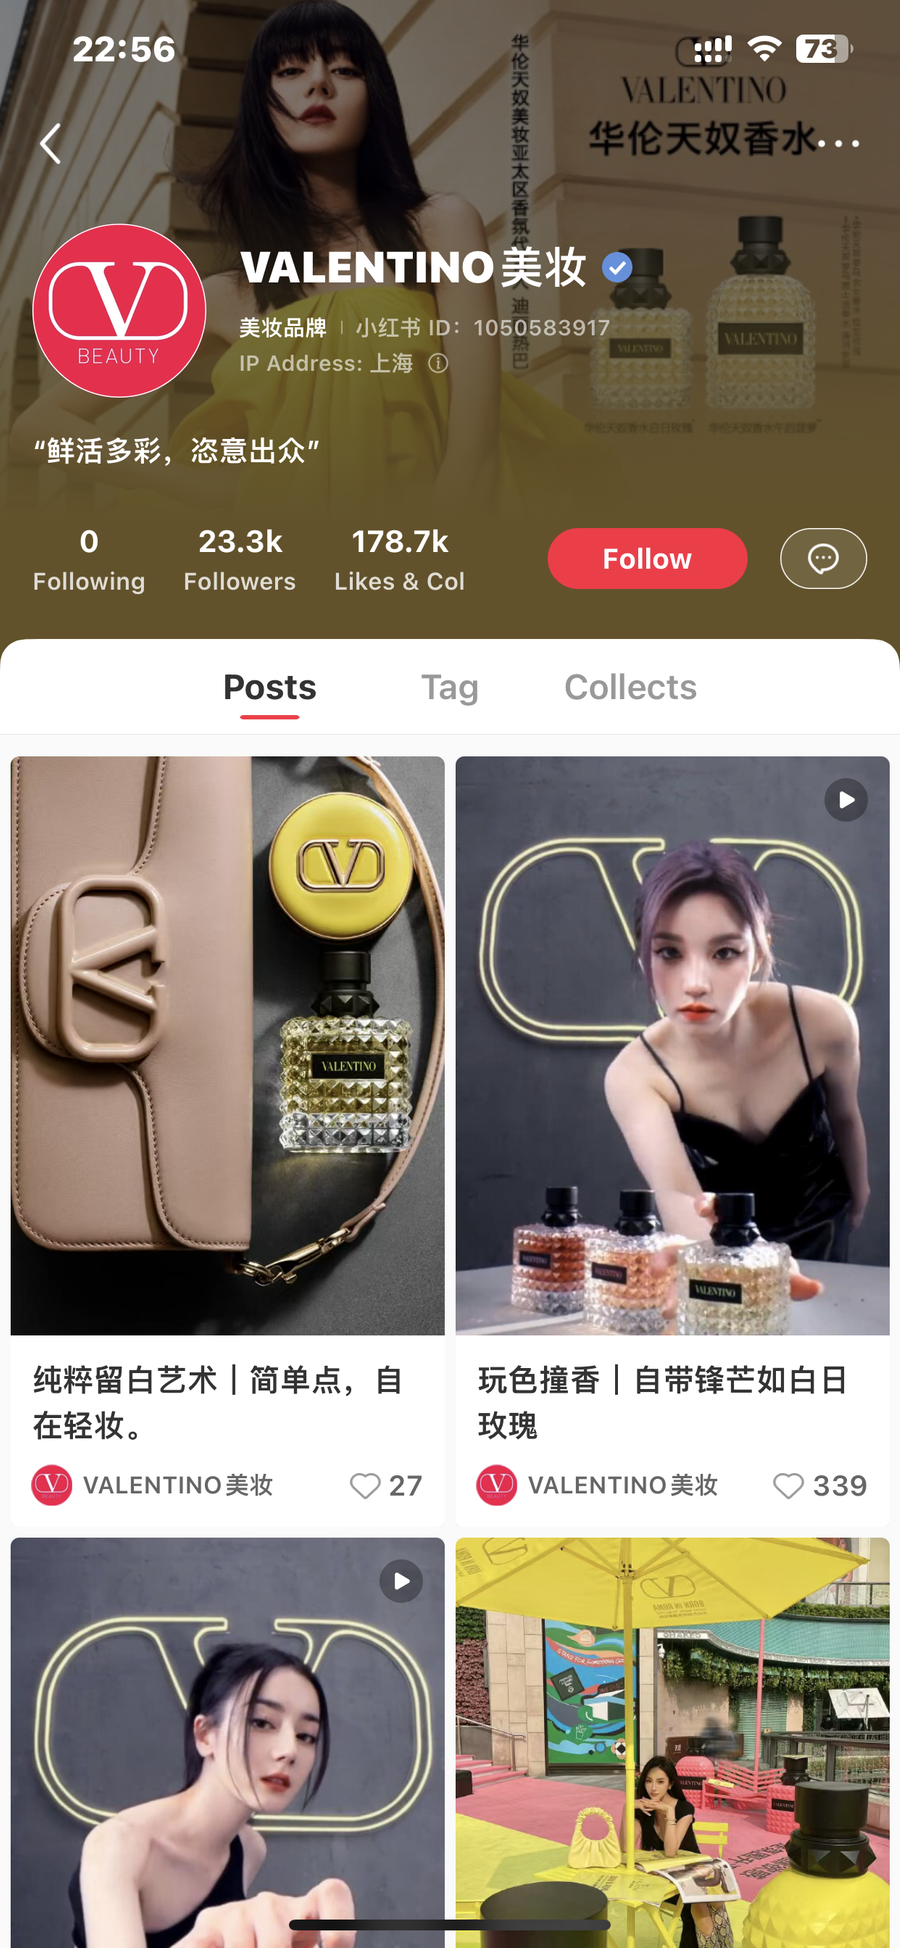 22:56
73
VALENTINO
华伦天奴香水
华伦天奴美妆亚太区香氛代
人 迪丽热巴
VALENTINO
VALENTINO
V
BEAUTY
VALENTINO美妆
美妆品牌 | 小红书 ID：1050583917
IP Address: 上海
“鲜活多彩，恣意出众”
0
Following
23.3k
Followers
178.7k
Likes & Col
Follow
Posts
Tag
Collects
VALENTINO
VALENTINO
纯粹留白艺术｜简单点，自
在轻妆。
VALENTINO美妆
27
玩色撞香｜自带锋芒如白日
玫瑰
VALENTINO美妆
339
BORN IN ROMA